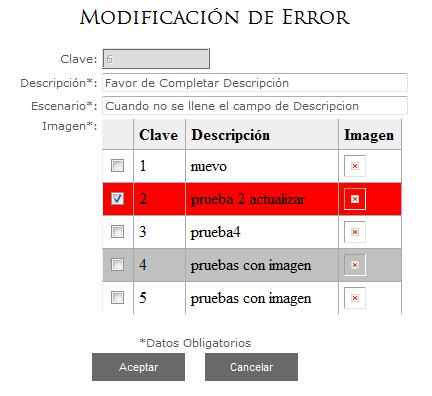 Modificación de Error
Clave: 6
Descripción*: Favor de Completar Descripción
Escenario*: Cuando no se llene el campo de Descripcion
Imagen*:
Clave Descripción Imagen
1 nuevo
2 prueba 2 actualizar
3 prueba4
4 pruebas con imagen
5 pruebas con imagen
*Datos Obligatorios
Aceptar Cancelar